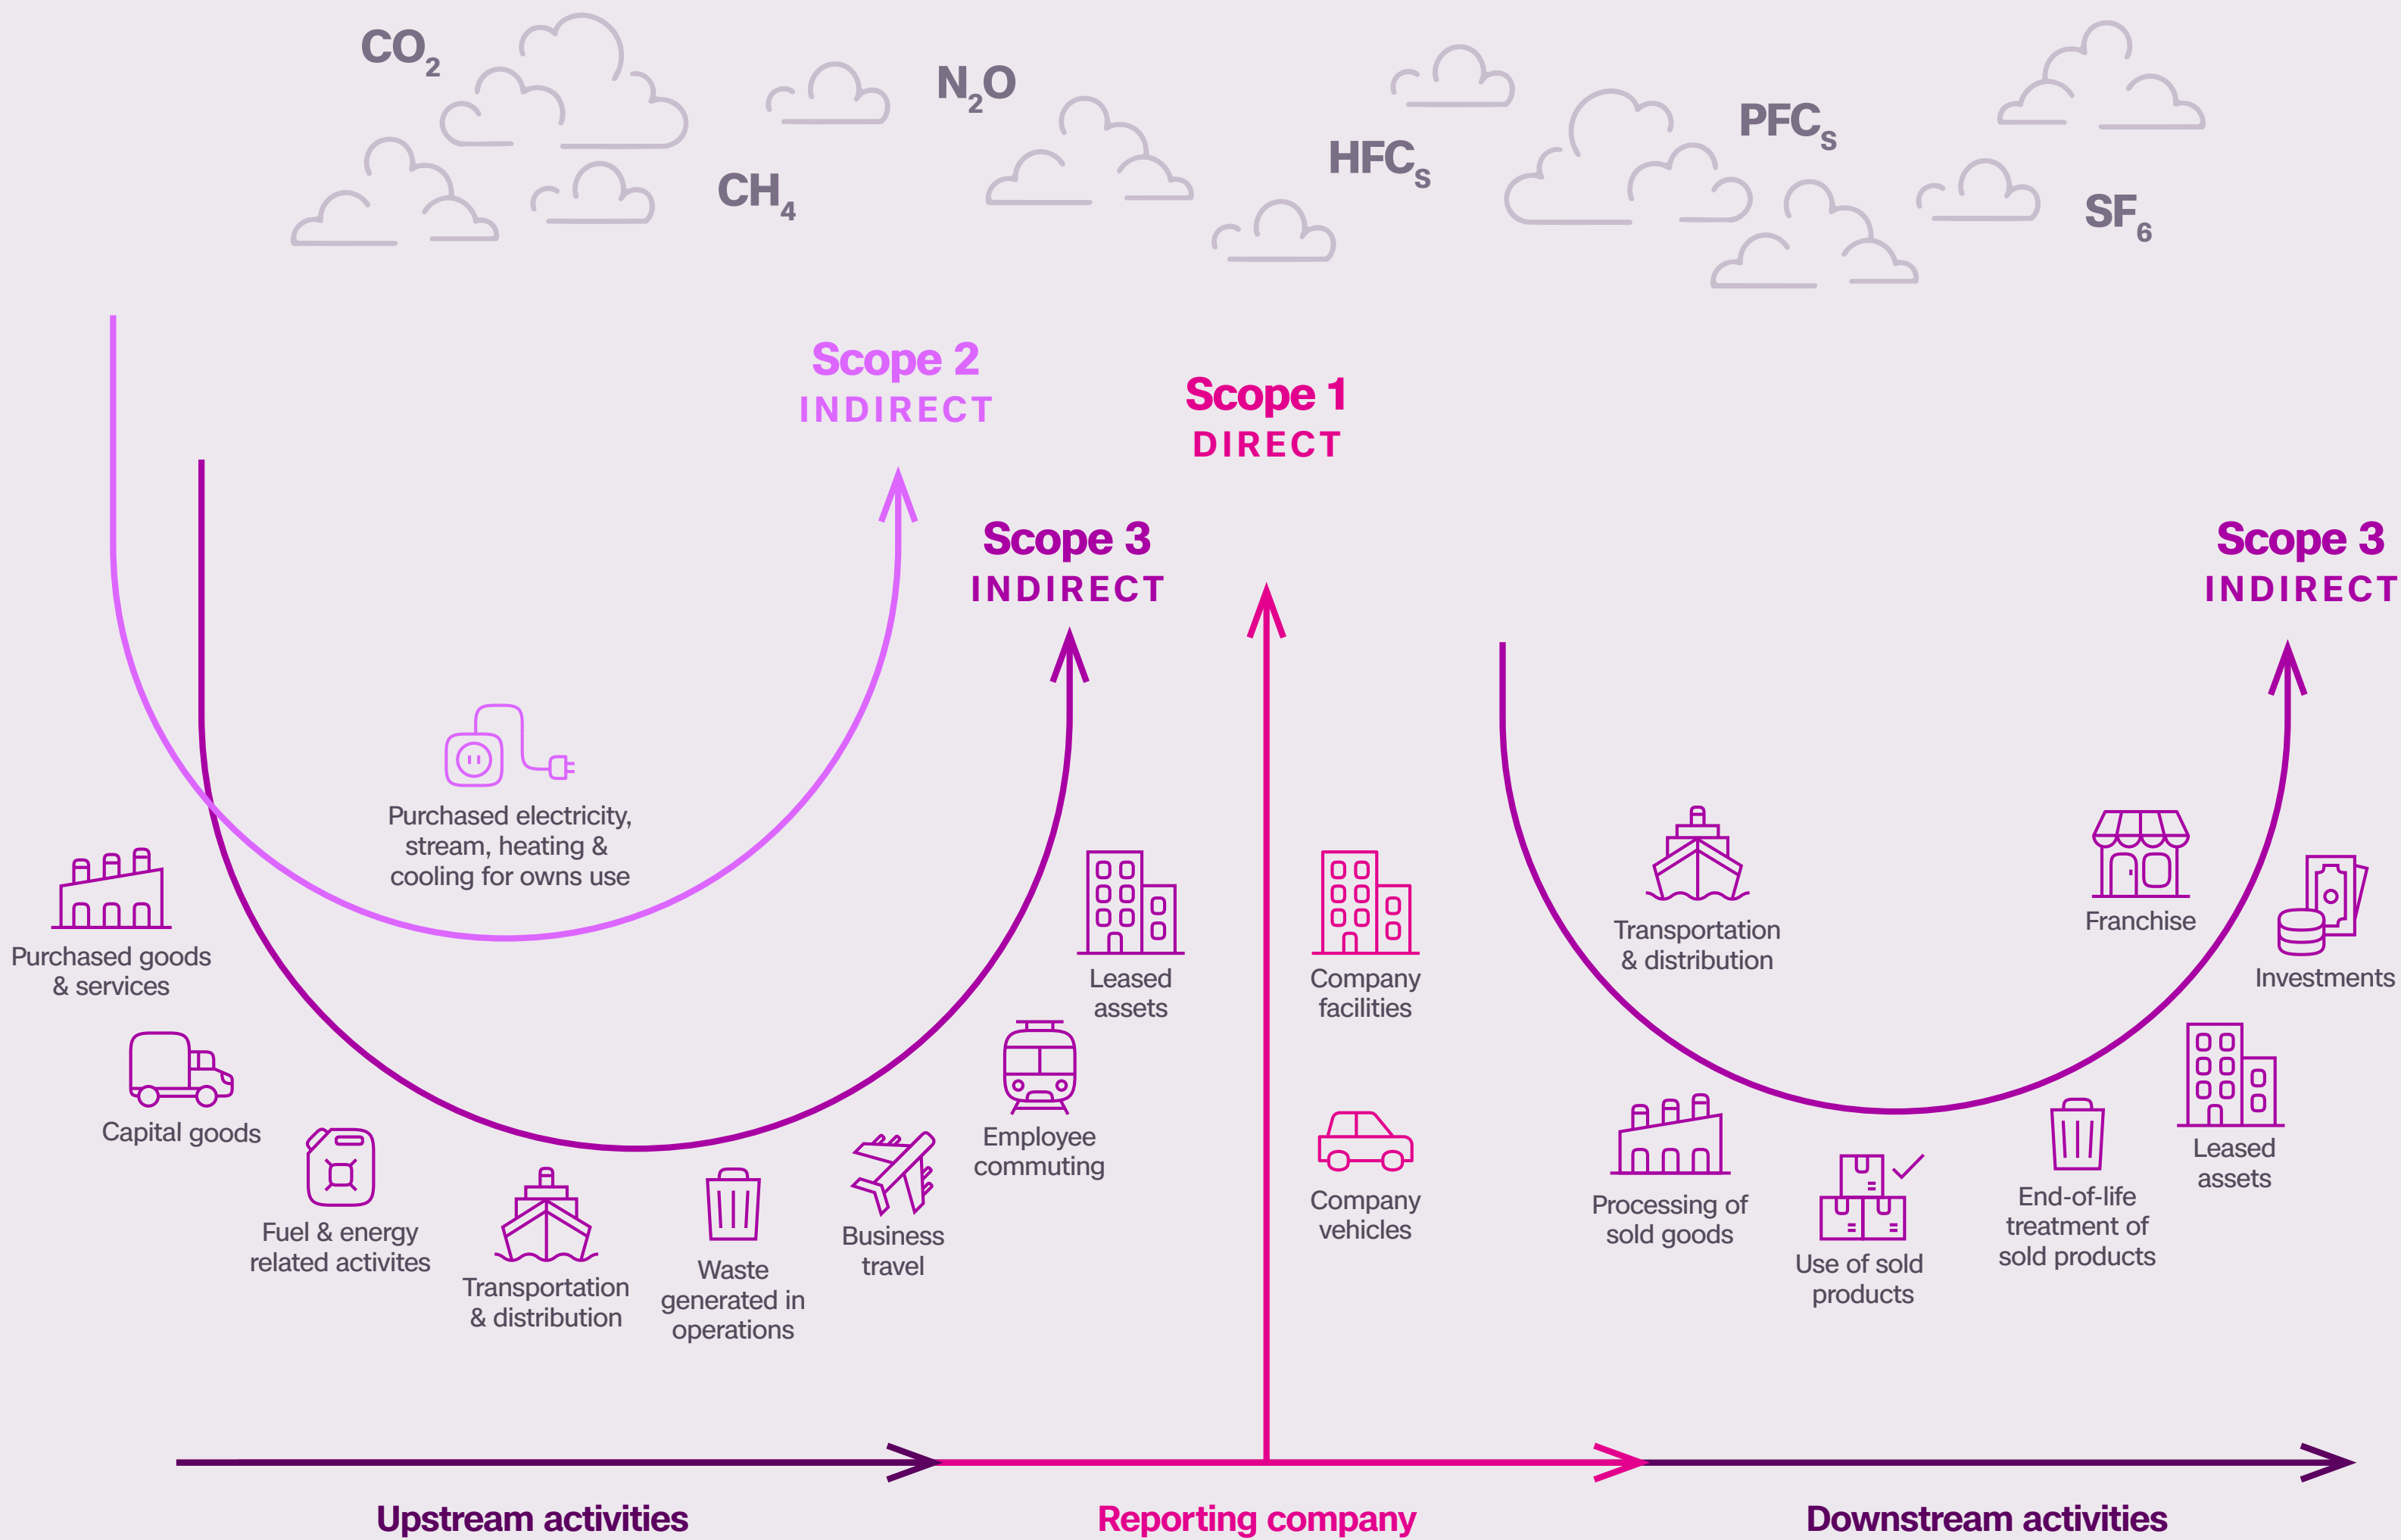 CO2
N2O
CH4
HFCs
PFCs
SF6
Scope 2
INDIRECT
Scope 1
DIRECT
Scope 3
INDIRECT
Scope 3
INDIRECT
Purchased electricity,
stream, heating &
cooling for owns use
Purchased goods
& services
Capital goods
Fuel & energy
related activites
Transportation
& distribution
Waste
generated in
operations
Business
travel
Employee
commuting
Leased
assets
Company
facilities
Company
vehicles
Transportation
& distribution
Processing of
sold goods
Use of sold
products
End-of-life
treatment of
sold products
Leased
assets
Franchise
Investments
Upstream activities
Reporting company
Downstream activities